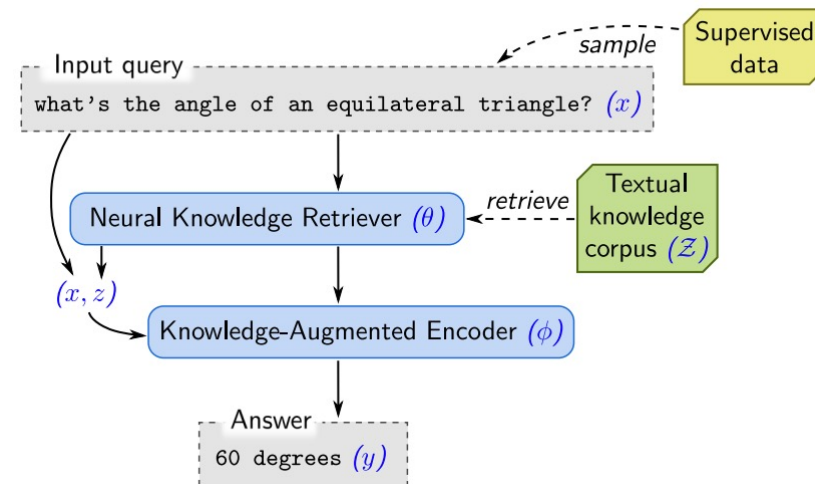 Supervised
data
sample
Input query
what's the angle of an equilateral triangle? (x)
Neural Knowledge Retriever (θ)
retrieve
Textual
knowledge
corpus (𝒵)
(x, z)
Knowledge-Augmented Encoder (ϕ)
Answer
60 degrees (y)